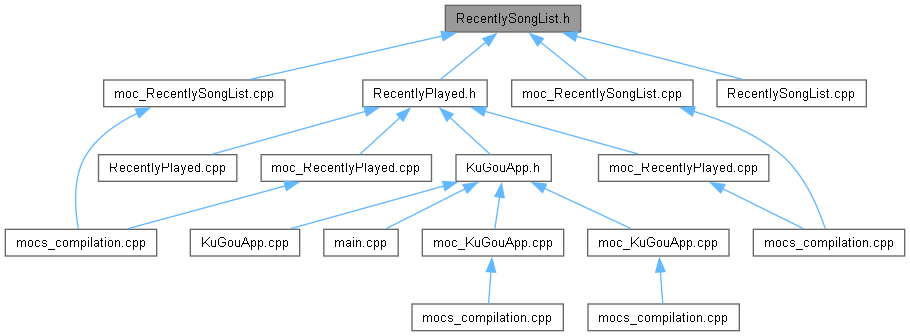 RecentlySongList.h
moc_RecentlySongList.cpp
RecentlyPlayed.h
moc_RecentlySongList.cpp
RecentlySongList.cpp
RecentlyPlayed.cpp
moc_RecentlyPlayed.cpp
KuGouApp.h
moc_RecentlyPlayed.cpp
mocs_compilation.cpp
KuGouApp.cpp
main.cpp
moc_KuGouApp.cpp
moc_KuGouApp.cpp
mocs_compilation.cpp
mocs_compilation.cpp
mocs_compilation.cpp